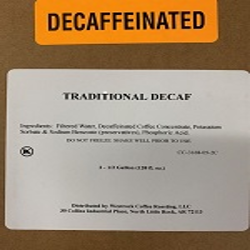 DECAFFEINATED
TRADITIONAL DECAF
Ingredients: Filtered Water, Decaffeinated Coffee Concentrate, Potassium
Sorbate & Sodium Benzoate (preservatives), Phosphoric Acid.
DO NOT FREEZE. SHAKE WELL PRIOR TO USE.
K
Distributed by Westrock Coffee Roasting, LLC
20 Collins Industrial Place, North Little Rock, AR 72113